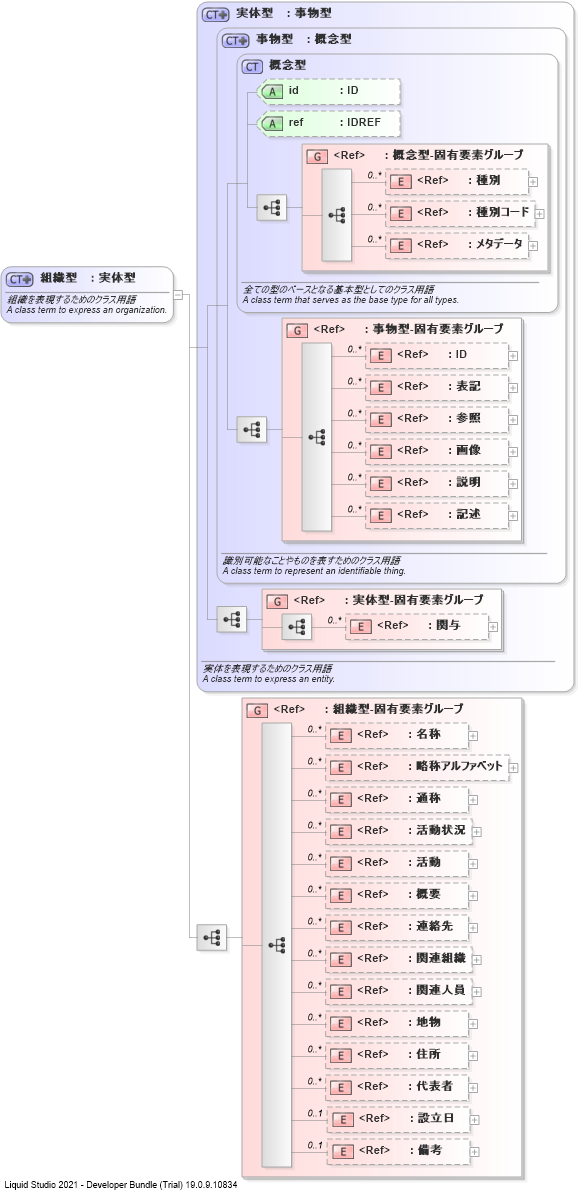 CT 実体型 : 事物型
CT 事物型 : 概念型
CT 概念型
A id : ID
A ref : IDREF
G <Ref> : 概念型-固有要素グループ
0..* E <Ref> : 種別
0..* E <Ref> : 種別コード
0..* E <Ref> : メタデータ
CT 組織型 : 実体型
組織を表現するためのクラス用語
A class term to express an organization.
全ての型のベースとなる基本型としてのクラス用語
A class term that serves as the base type for all types.
G <Ref> : 事物型-固有要素グループ
0..* E <Ref> : ID
0..* E <Ref> : 表記
0..* E <Ref> : 参照
0..* E <Ref> : 画像
0..* E <Ref> : 説明
0..* E <Ref> : 記述
識別可能なことやものを表すためのクラス用語
A class term to represent an identifiable thing.
G <Ref> : 実体型-固有要素グループ
0..* E <Ref> : 関与
実体を表現するためのクラス用語
A class term to express an entity.
G <Ref> : 組織型-固有要素グループ
0..* E <Ref> : 名称
0..* E <Ref> : 略称アルファベット
0..* E <Ref> : 通称
0..* E <Ref> : 活動状況
0..* E <Ref> : 活動
0..* E <Ref> : 概要
0..* E <Ref> : 連絡先
0..* E <Ref> : 関連組織
0..* E <Ref> : 関連人員
0..* E <Ref> : 地物
0..* E <Ref> : 住所
0..* E <Ref> : 代表者
0..1 E <Ref> : 設立日
0..1 E <Ref> : 備考
Liquid Studio 2021 - Developer Bundle (Trial) 19.0.9.10834